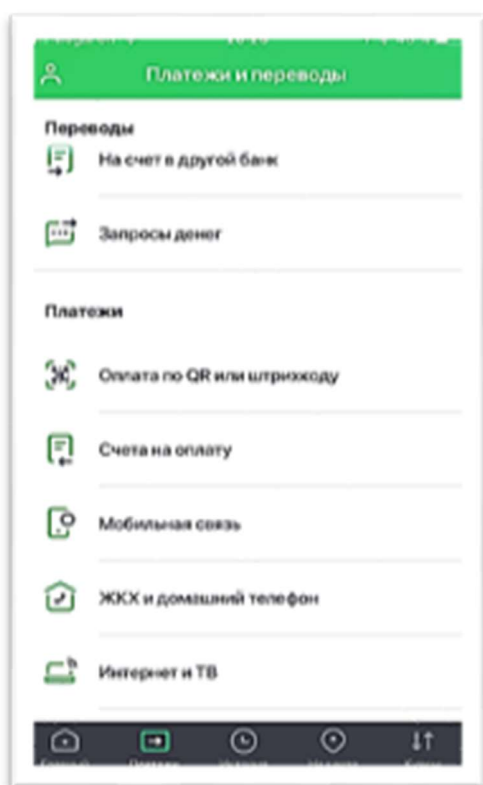 Платежи и переводы
Переводы
На счет в другой банк
Запросы денег
Платежи
Оплата по QR или штрихкоду
Счета на оплату
Мобильная связь
ЖКХ и домашний телефон
Интернет и ТВ